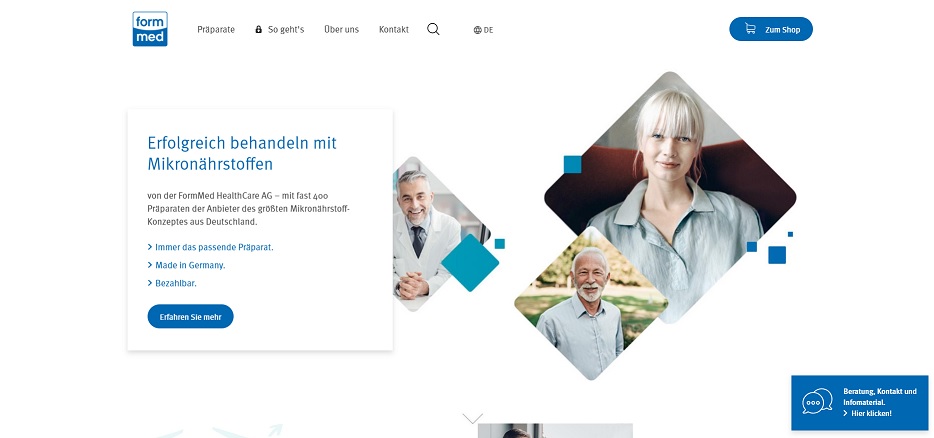 form
med
Präparate
So geht's
Über uns
Kontakt
DE
Zum Shop
Erfolgreich behandeln mit
Mikronährstoffen
von der FormMed HealthCare AG – mit fast 400
Präparaten der Anbieter des größten Mikronährstoff-
Konzeptes aus Deutschland.
Immer das passende Präparat.
Made in Germany.
Bezahlbar.
Erfahren Sie mehr
Beratung, Kontakt und
Infomaterial.
Hier klicken!